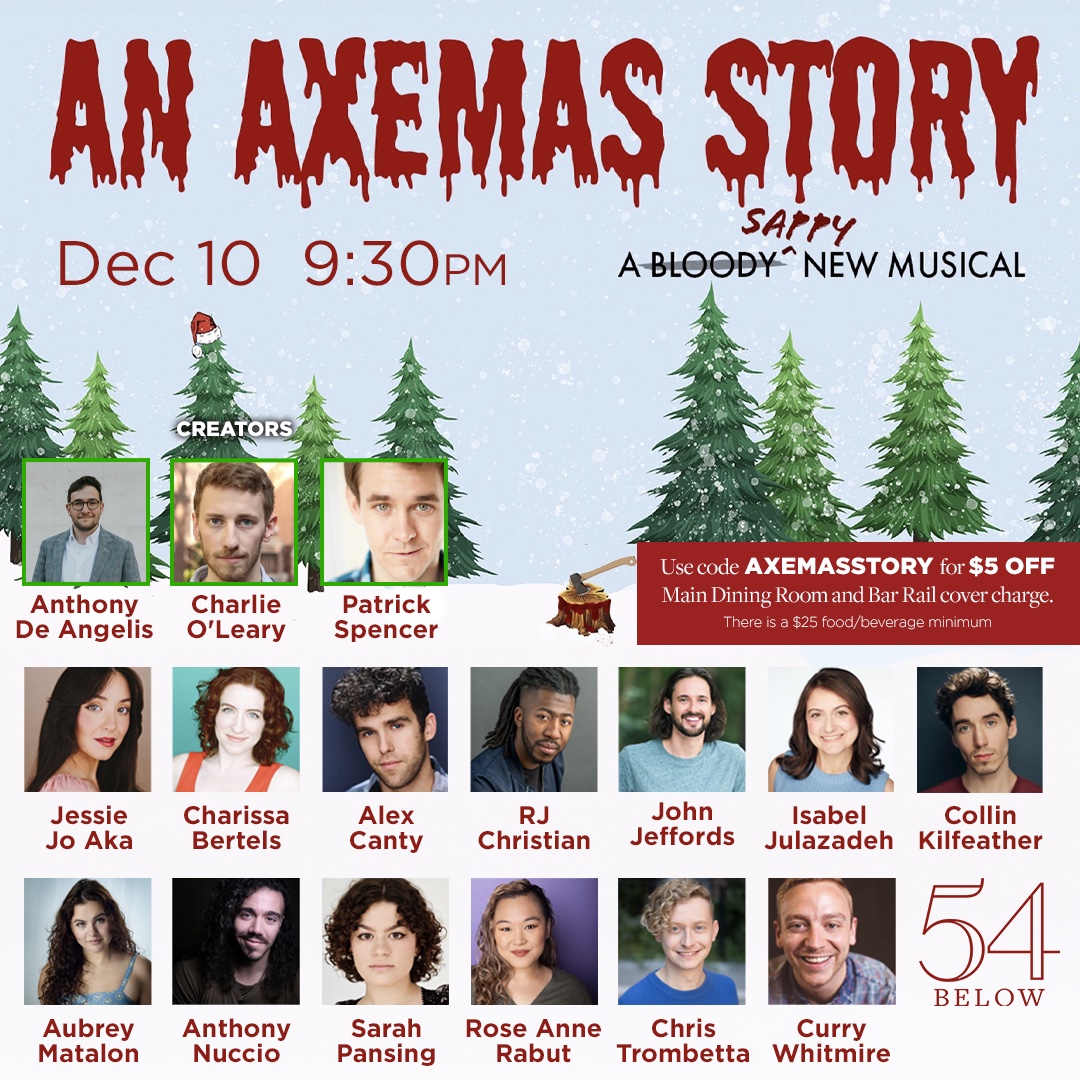 AN AXEMAS STORY
Dec 10 9:30PM
SAPPY
A BLOODY ^ NEW MUSICAL
CREATORS
Anthony
De Angelis
Charlie
O'Leary
Patrick
Spencer
Use code AXEMASSTORY for $5 OFF
Main Dining Room and Bar Rail cover charge.
There is a $25 food/beverage minimum
Jessie
Jo Aka
Charissa
Bertels
Alex
Canty
RJ
Christian
John
Jeffords
Isabel
Julazadeh
Collin
Kilfeather
Aubrey
Matalon
Anthony
Nuccio
Sarah
Pansing
Rose Anne
Rabut
Chris
Trombetta
Curry
Whitmire
54
BELOW